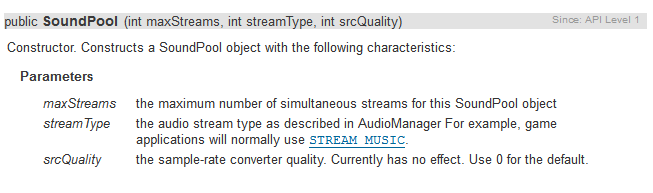 public SoundPool (int maxStreams, int streamType, int srcQuality) Since: API Level 1
Constructor. Constructs a SoundPool object with the following characteristics:
Parameters
maxStreams the maximum number of simultaneous streams for this SoundPool object
streamType the audio stream type as described in AudioManager For example, game
applications will normally use STREAM_MUSIC.
srcQuality the sample-rate converter quality. Currently has no effect. Use 0 for the default.